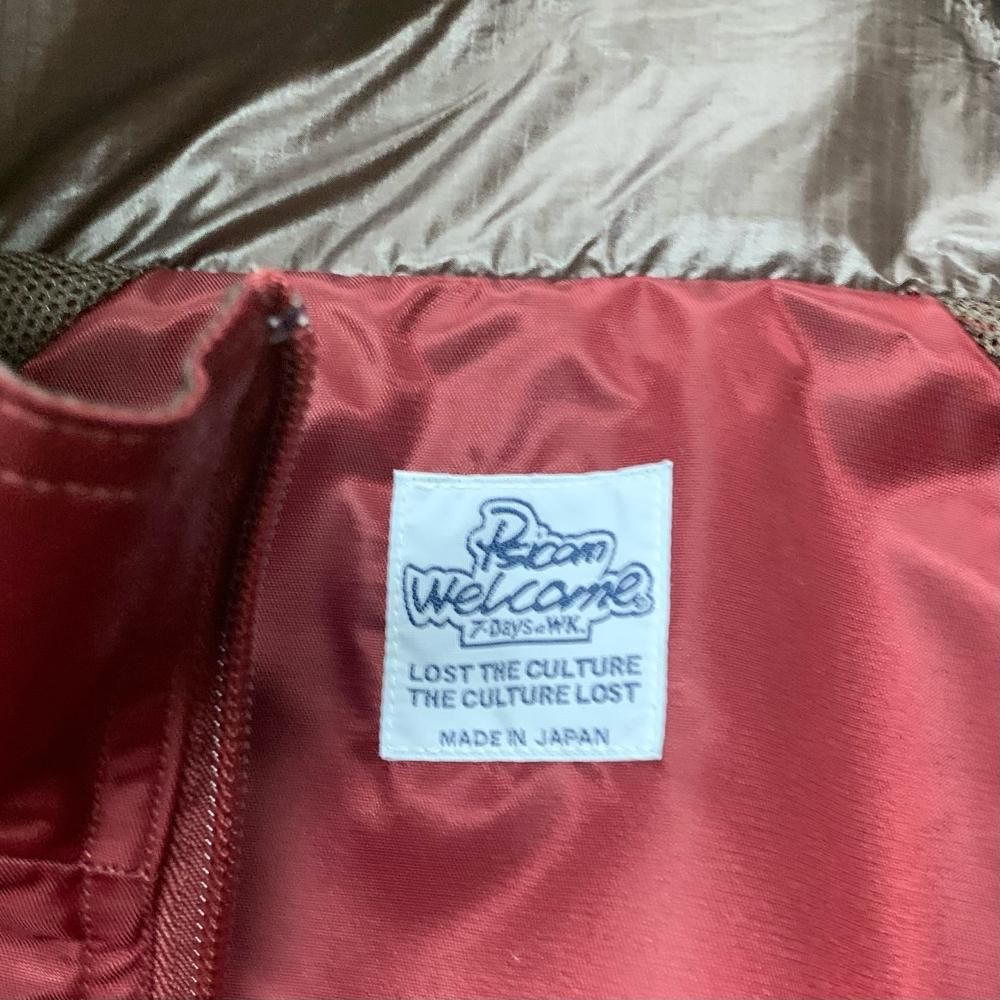 Psicom
Welcome®
7-Days a WK.
LOST THE CULTURE
THE CULTURE LOST
MADE IN JAPAN